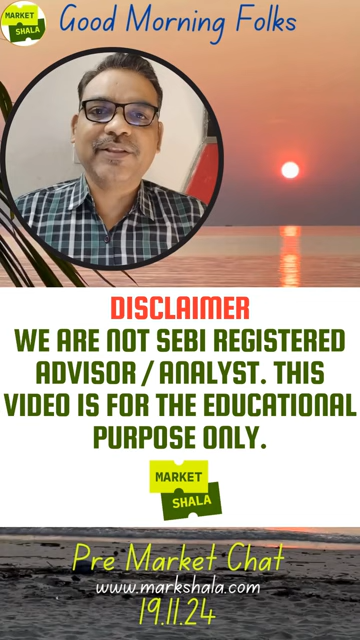 MARKET
SHALA
Good Morning Folks
DISCLAIMER
WE ARE NOT SEBI REGISTERED
ADVISOR / ANALYST. THIS
VIDEO IS FOR THE EDUCATIONAL
PURPOSE ONLY.
MARKET
SHALA
Pre Market Chat
www.markshala.com
19.11.24